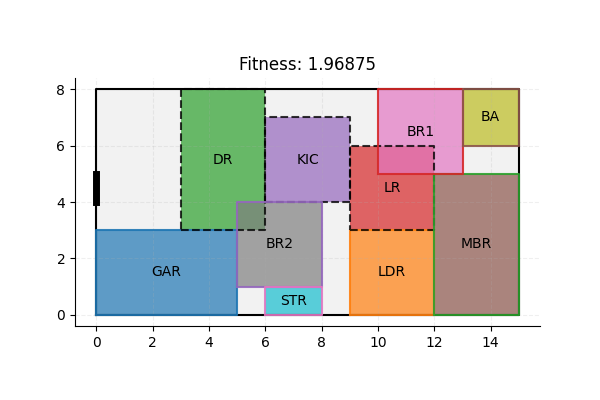 Fitness: 1.96875
8
6
4
2
0
DR
KIC
BR1
BA
LR
BR2
GAR
STR
LDR
MBR
0 2 4 6 8 10 12 14